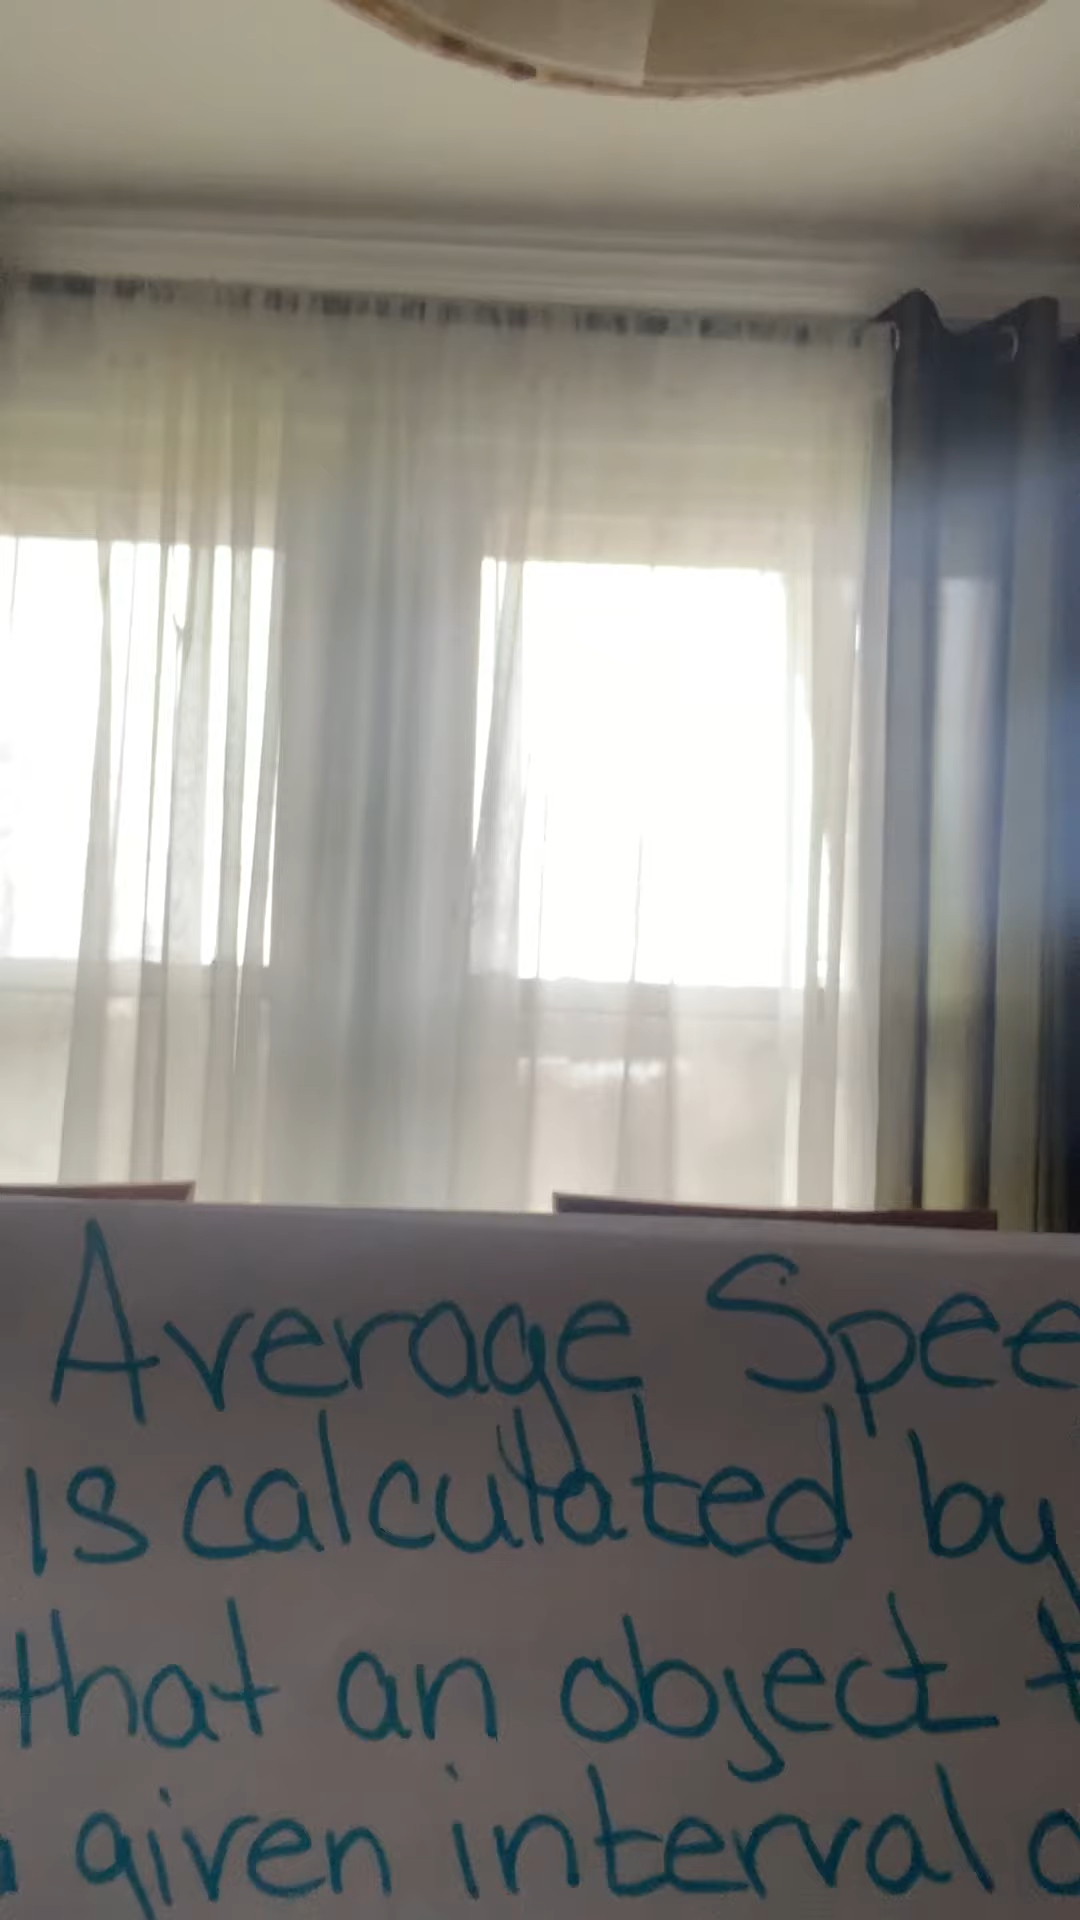 Average Spee
is calculated by
that an object t
given interval o